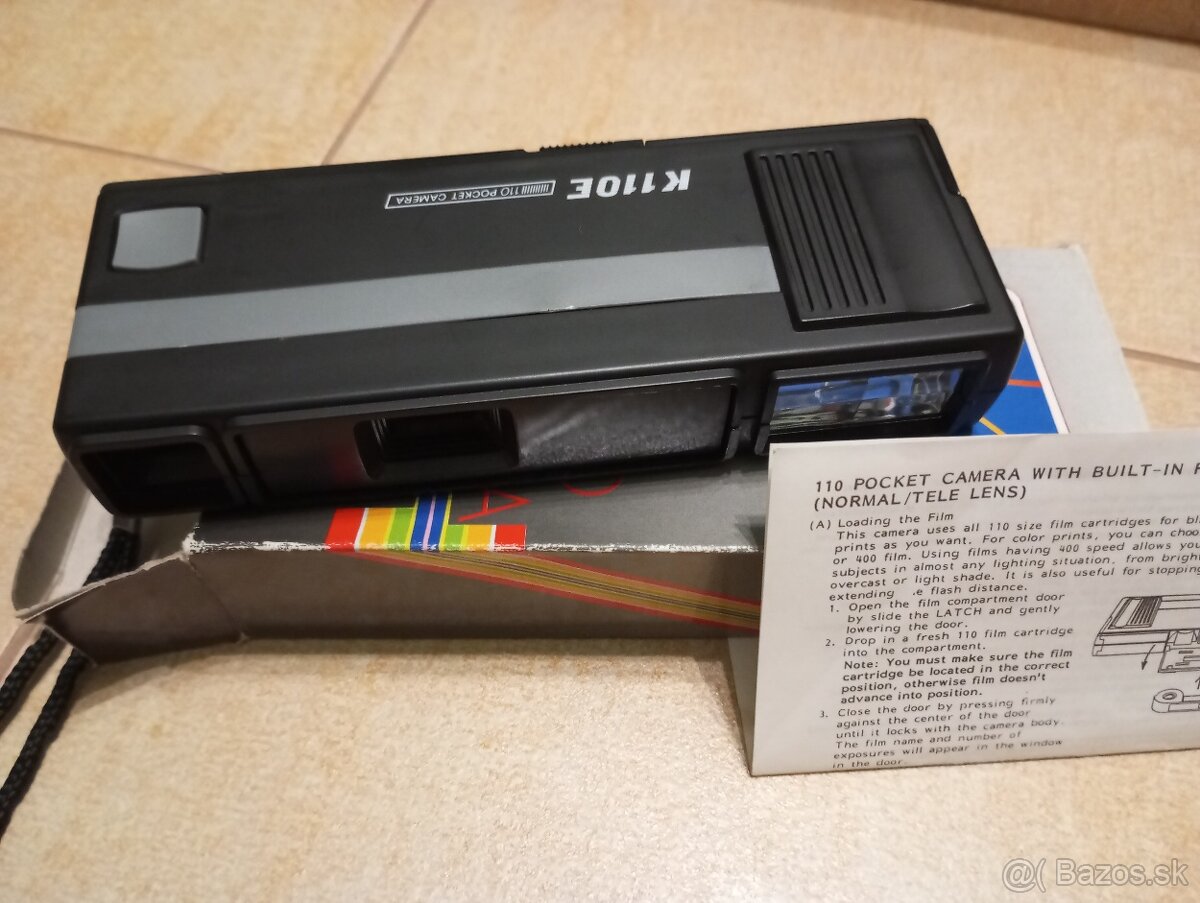 K110E
110 POCKET CAMERA
A
110 POCKET CAMERA WITH BUILT-IN
(NORMAL/TELE LENS)
(A) Loading the Film
This camera uses all 110 size film cartridges for
prints as you want. For color prints, you can
or 400 film. Using films having 400 speed allows
subjects in almost any lighting situation, from
overcast or light shade. It is also useful for
extending e flash distance.
1. Open the film compartment door
by slide the LATCH and gently
lowering the door.
2. Drop in a fresh 110 film cartridge
into the compartment.
Note: You must make sure the film
cartridge be located in the correct
position, otherwise film doesn't
advance into position.
3. Close the door by pressing firmly
against the center of the door
until it locks with the camera body.
The film name and number of
exposures will appear in the window
in the door.
@( Bazos.sk